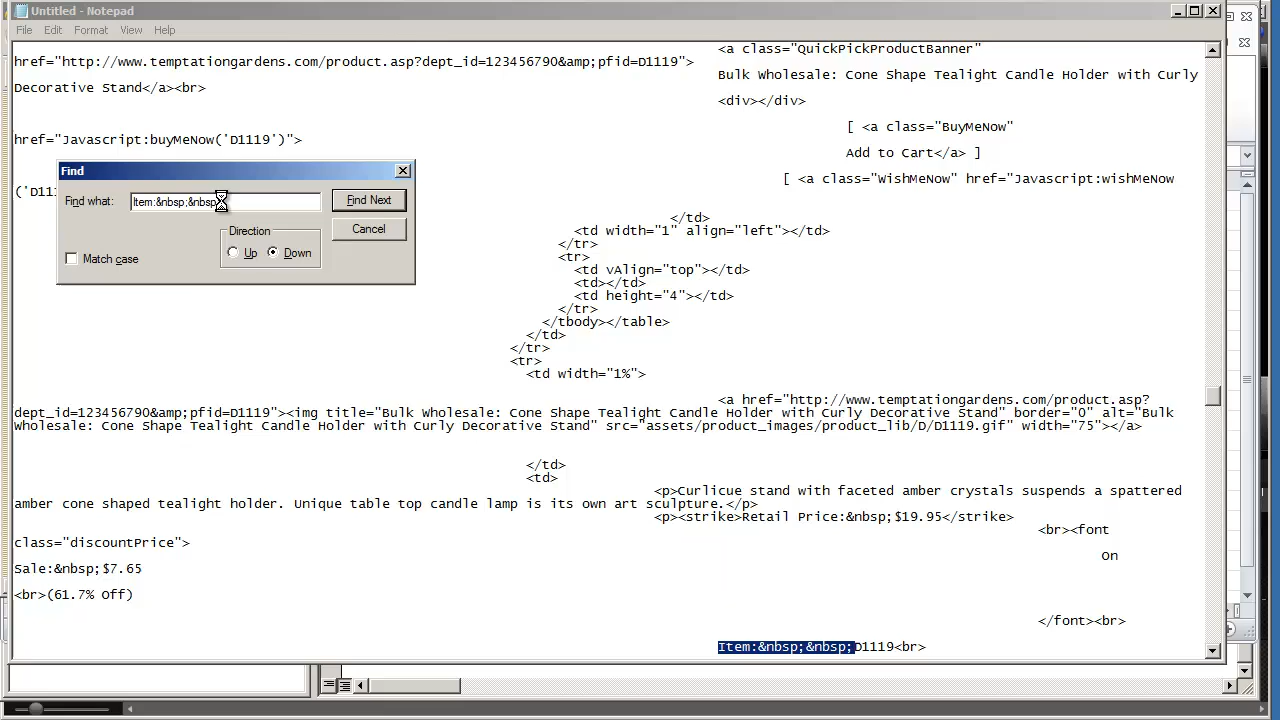 Untitled - Notepad
File Edit Format View Help
<a class="QuickPickProductBanner"
href="http://www.temptationgardens.com/product.asp?dept_id=123456790&amp;pfid=D1119">
Bulk Wholesale: Cone Shape Tealight Candle Holder with Curly
Decorative Stand</a><br>
<div></div>
[ <a class="BuyMeNow"
href="Javascript:buyMeNow('D1119')">
Add to Cart</a> ]
[ <a class="WishMeNow" href="Javascript:wishMeNow
('D11
Find
Find what: Item:&nbsp;&nbsp Find Next
Cancel
Direction
Up Down
Match case
</td>
<td width="1" align="left"></td>
</tr>
<tr>
<td vAlign="top"></td>
<td></td>
<td height="4"></td>
</tr>
</tbody></table>
</td>
</tr>
<tr>
<td width="1%">
<a href="http://www.temptationgardens.com/product.asp?
dept_id=123456790&amp;pfid=D1119"><img title="Bulk Wholesale: Cone Shape Tealight Candle Holder with Curly Decorative Stand" border="0" alt="Bulk
Wholesale: Cone Shape Tealight Candle Holder with Curly Decorative Stand" src="assets/product_images/product_lib/D/D1119.gif" width="75"></a>
</td>
<td>
<p>Curlicue stand with faceted amber crystals suspends a spattered
amber cone shaped tealight holder. Unique table top candle lamp is its own art sculpture.</p>
<p><strike>Retail Price:&nbsp;$19.95</strike>
<br><font
class="discountPrice">
On
Sale:&nbsp;$7.65
<br>(61.7% Off)
</font><br>
Item:&nbsp;&nbsp;D1119<br>